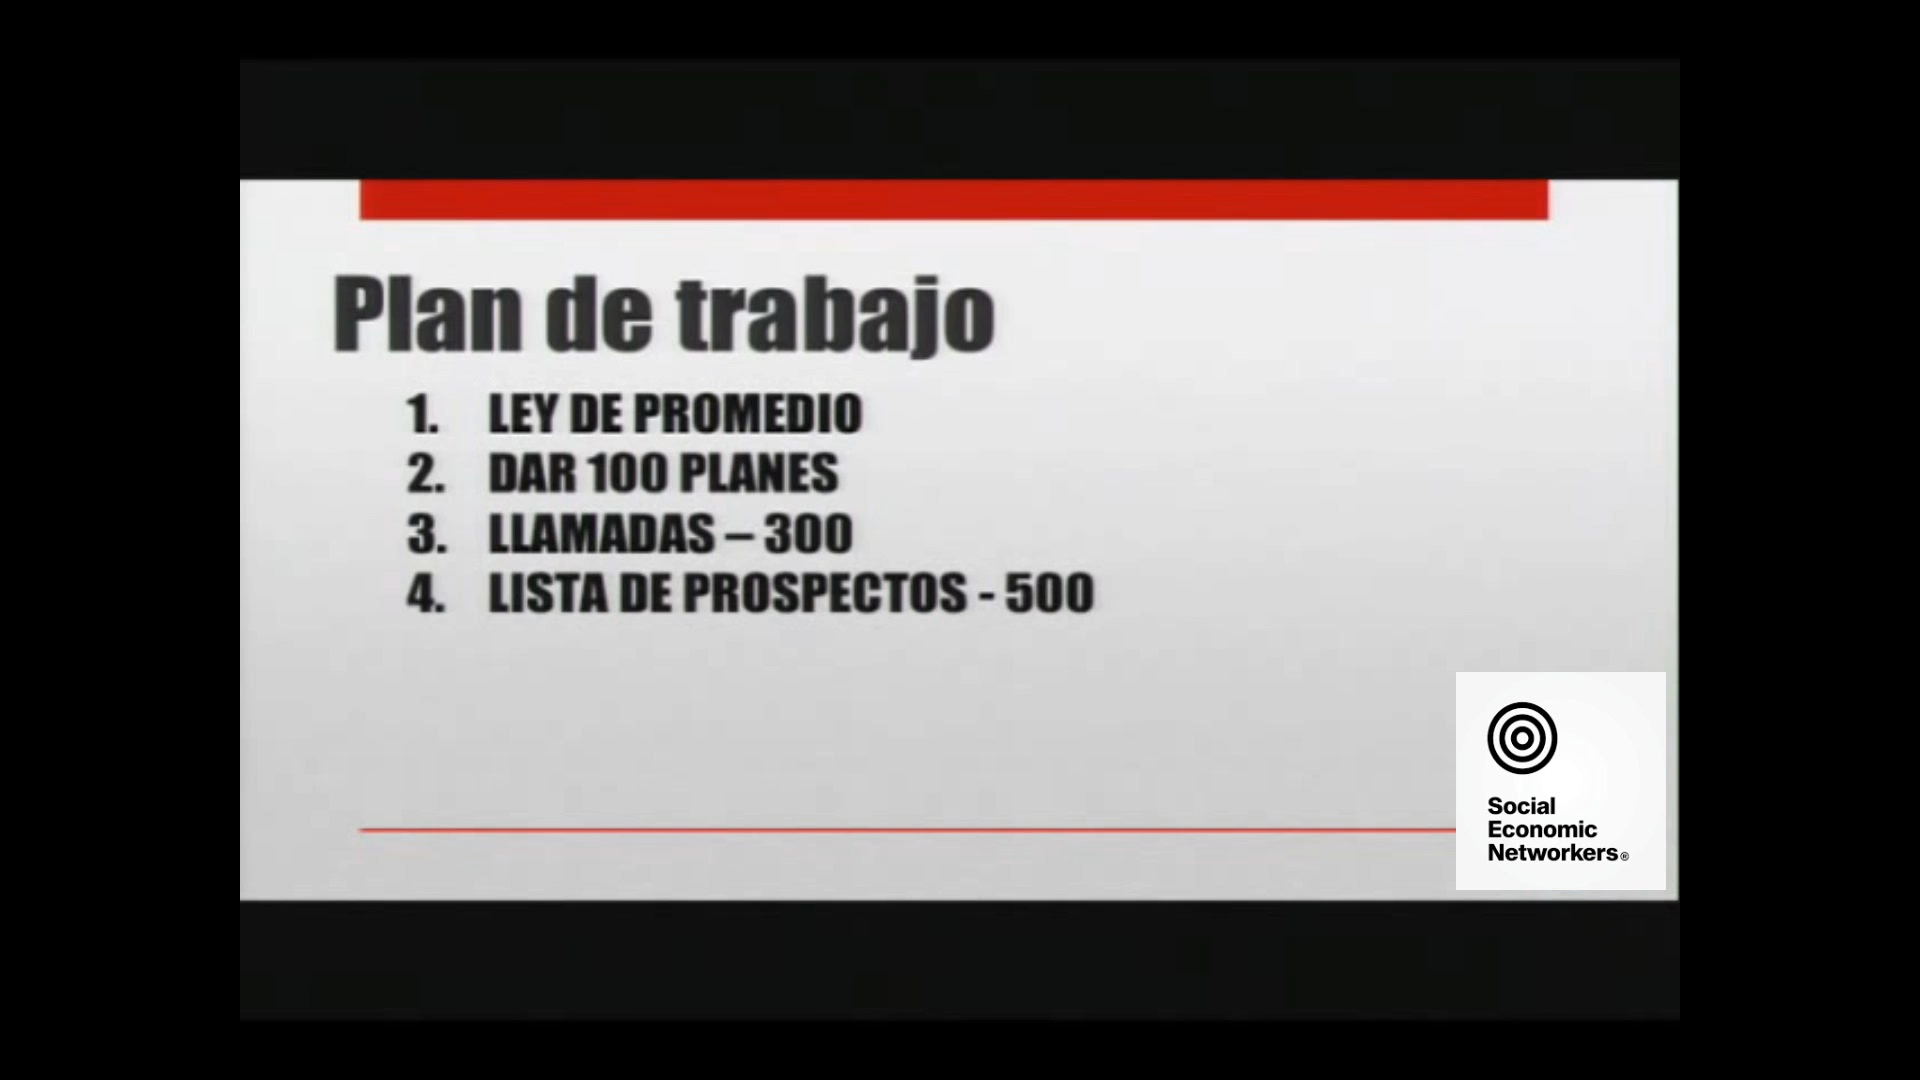 Plan de trabajo
1. LEY DE PROMEDIO
2. DAR 100 PLANES
3. LLAMADAS – 300
4. LISTA DE PROSPECTOS - 500
Social
Economic
Networkers®